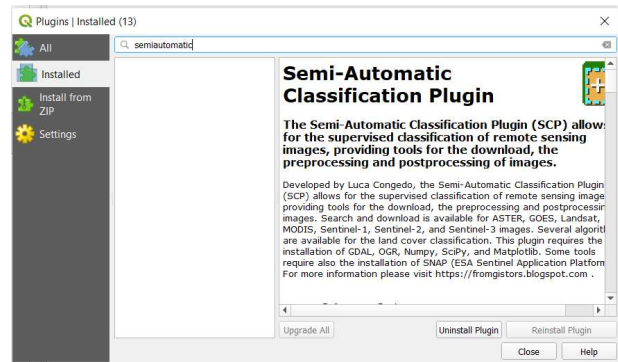 Plugins | Installed (13)
All
Installed
Install from
ZIP
Settings
semiautomatic
Semi-Automatic
Classification Plugin
The Semi-Automatic Classification Plugin (SCP) allow
for the supervised classification of remote sensing
images, providing tools for the download, the
preprocessing and postprocessing of images.
Developed by Luca Congedo, the Semi-Automatic Classification Plugin
(SCP) allows for the supervised classification of remote sensing image
providing tools for the download, the preprocessing and postprocessin
images. Search and download is available for ASTER, GOES, Landsat,
MODIS, Sentinel-1, Sentinel-2, and Sentinel-3 images. Several algorit
are available for the land cover classification. This plugin requires the
installation of GDAL, OGR, Numpy, SciPy, and Matplotlib. Some tools
require also the installation of SNAP (ESA Sentinel Application Platform
For more information please visit https://fromgistors.blogspot.com .
Upgrade All
Uninstall Plugin
Reinstall Plugin
Close
Help